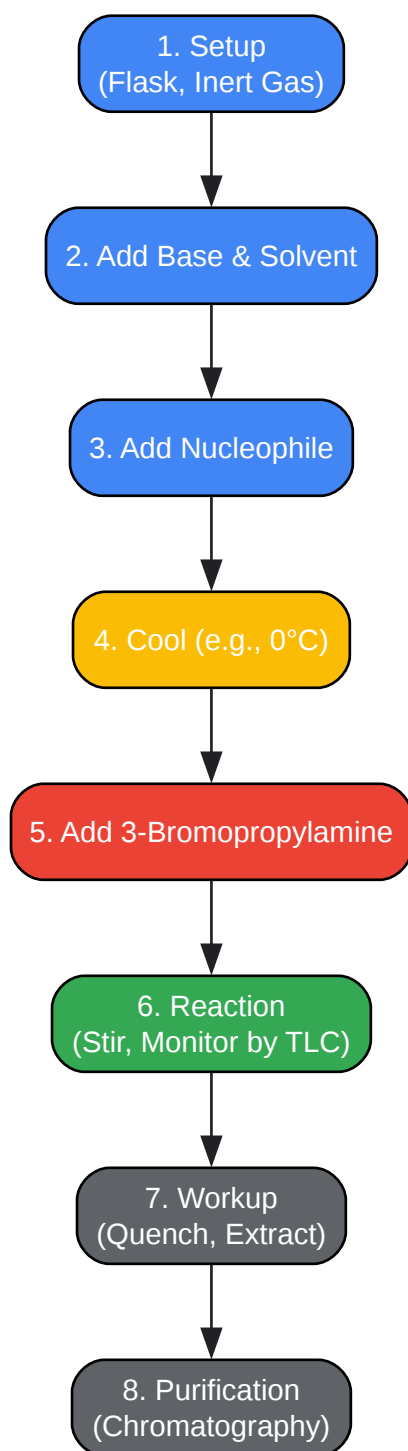 1. Setup
(Flask, Inert Gas)
2. Add Base & Solvent
3. Add Nucleophile
4. Cool (e.g., 0°C)
5. Add 3-Bromopropylamine
6. Reaction
(Stir, Monitor by TLC)
7. Workup
(Quench, Extract)
8. Purification
(Chromatography)